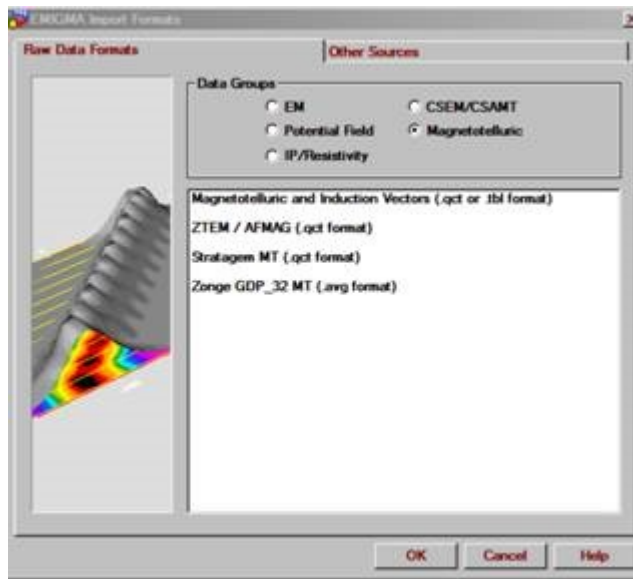 EMIGMA Import Formats
Raw Data Formats
Other Sources
Data Groups
EM
CSEM/CSAMT
Potential Field
Magnetotelluric
IP/Resistivity
Magnetotelluric and Induction Vectors (.qct or .tbl format)
ZTEM / AFMAG (.qct format)
Stratagem MT (.qct format)
Zonge GDP_32 MT (.avg format)
OK
Cancel
Help